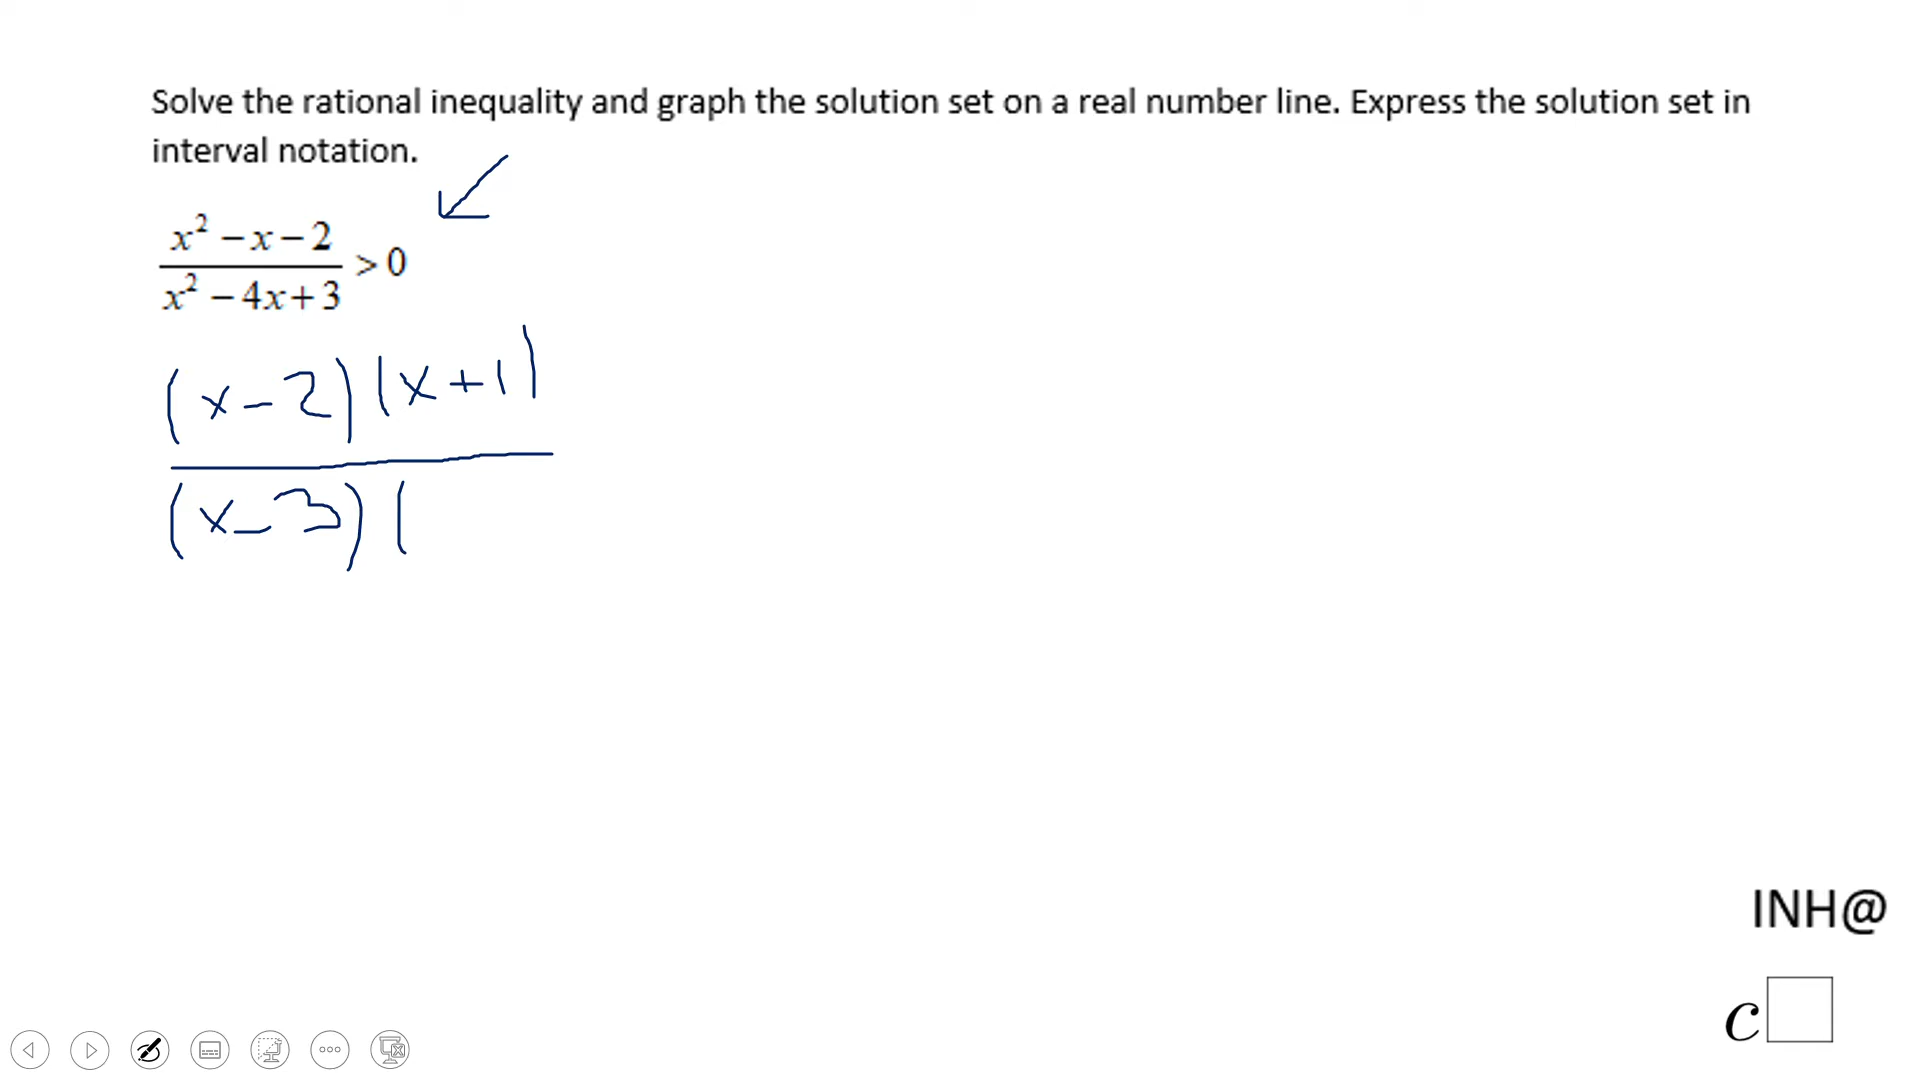 Solve the rational inequality and graph the solution set on a real number line. Express the solution set in
interval notation.
x² − x − 2
x² − 4x + 3
> 0
(x − 2)(x + 1)
(x − 3)(
INH@
c